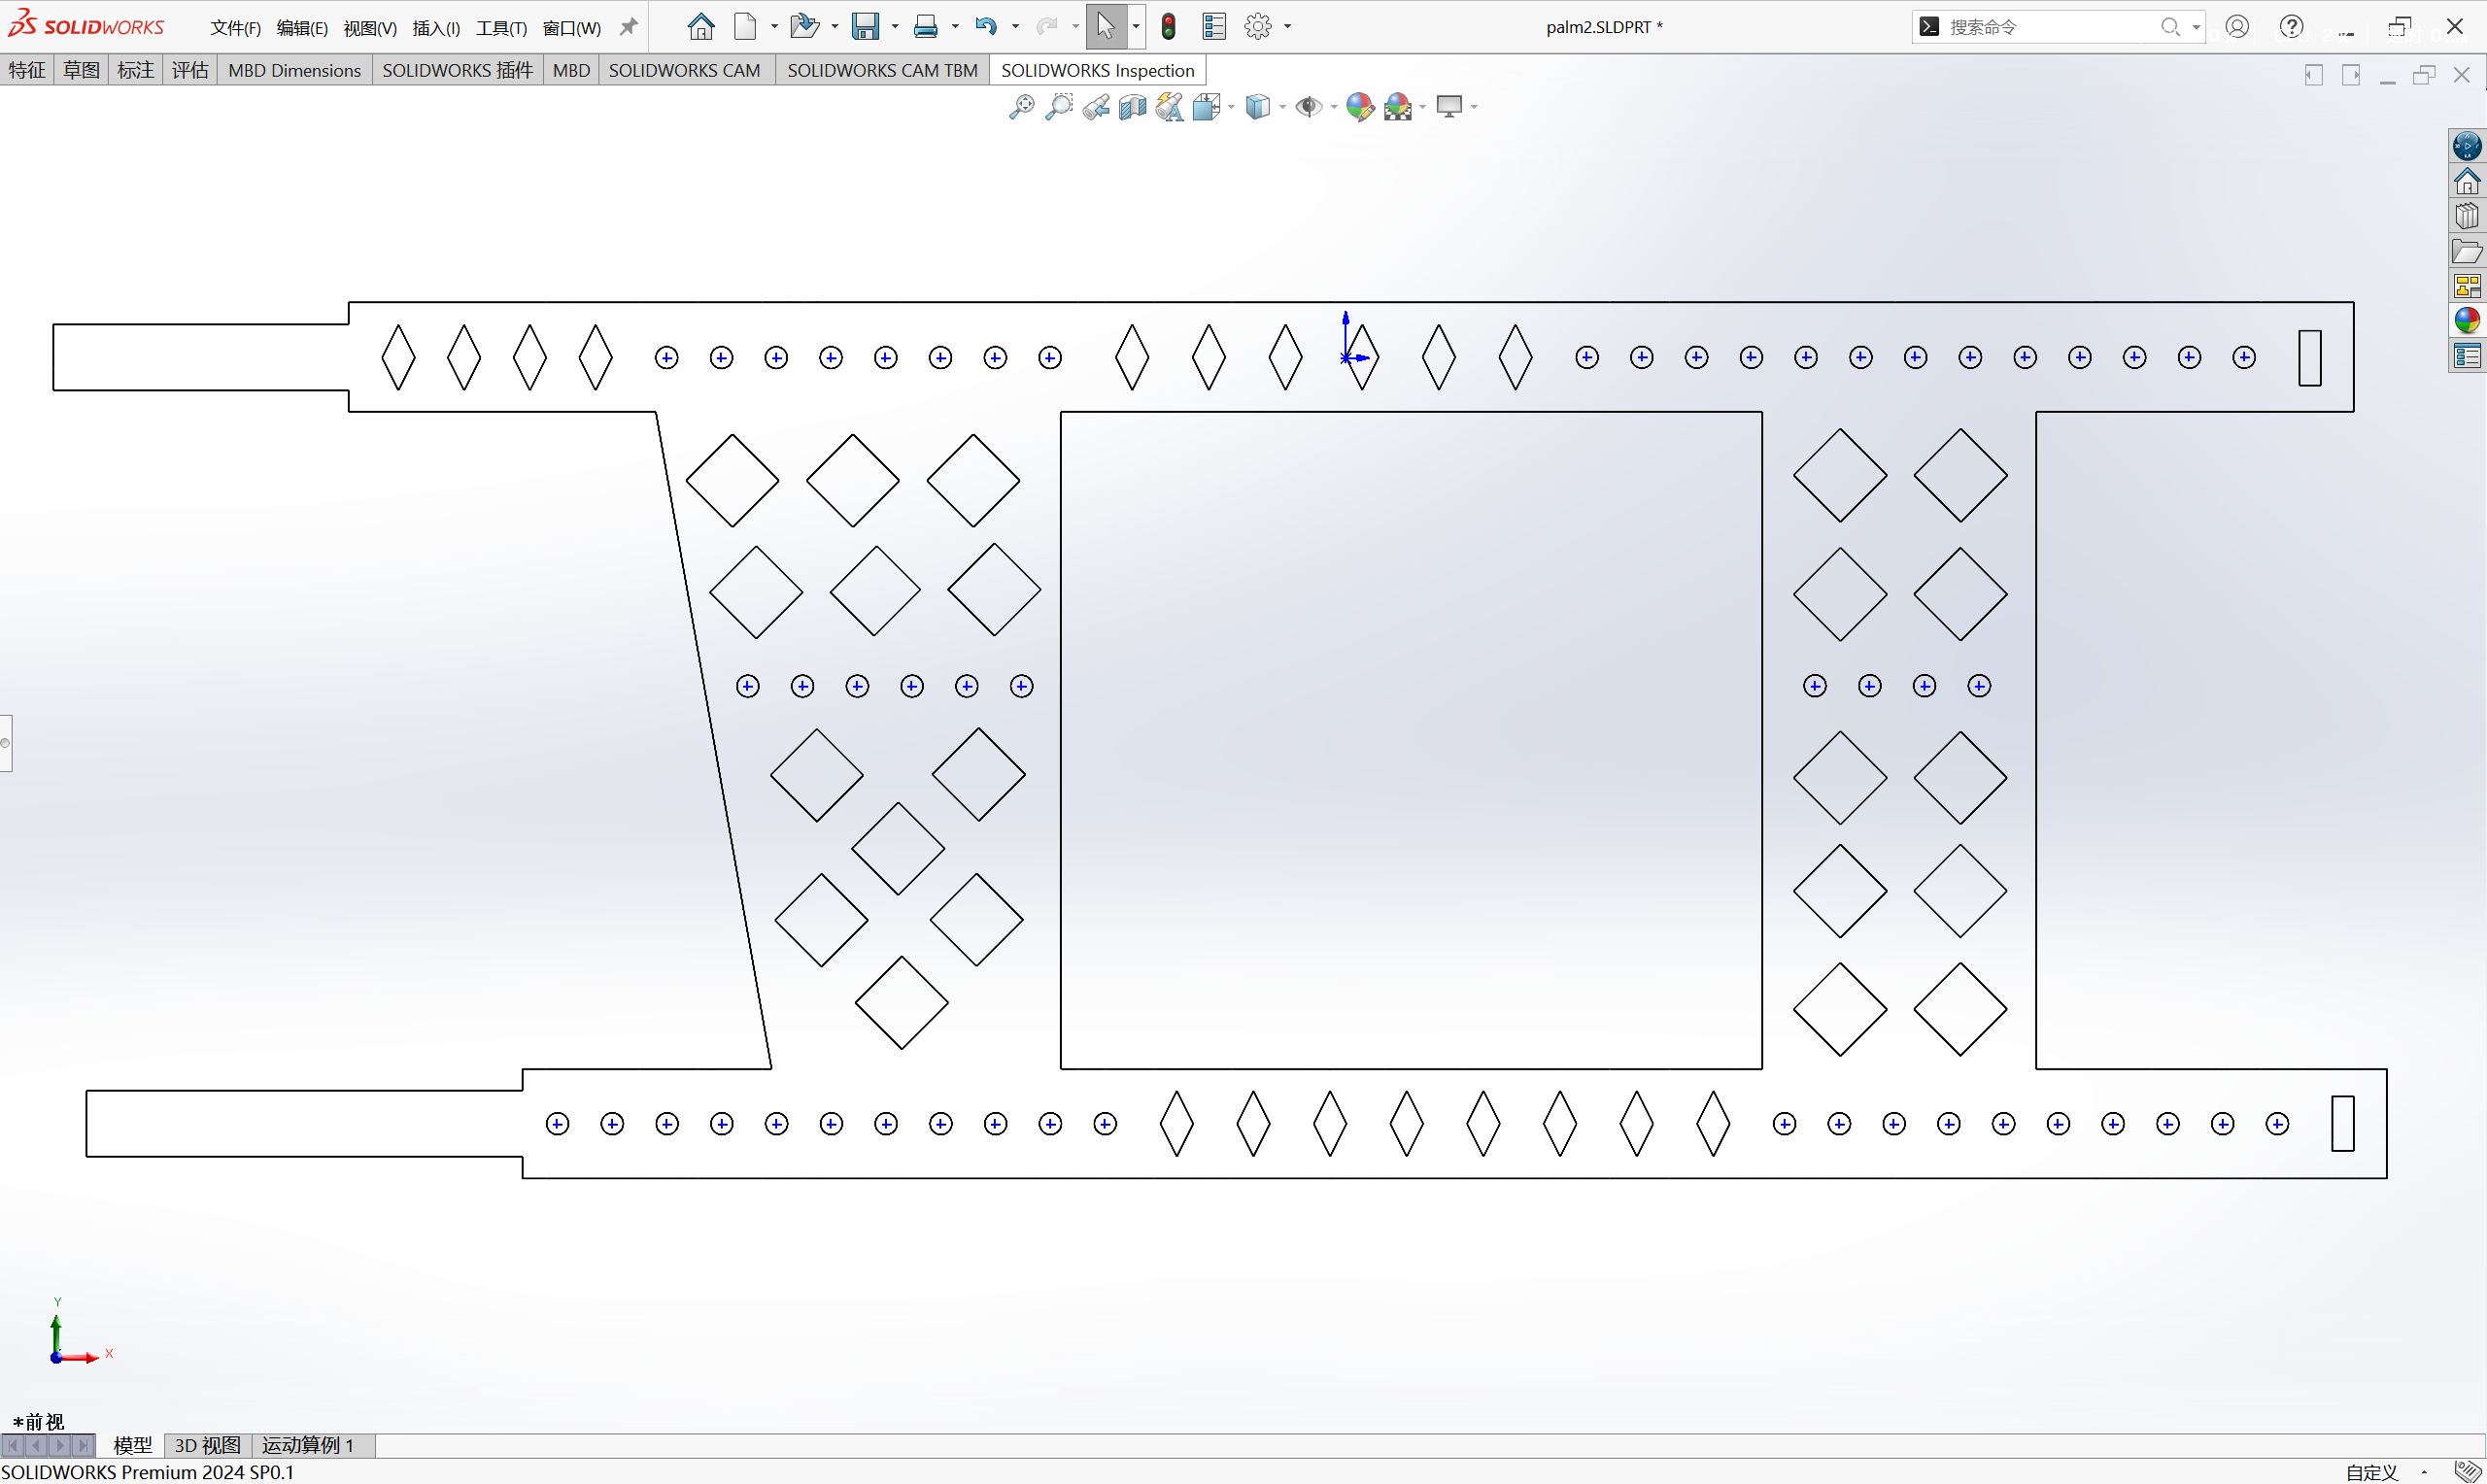 SOLIDWORKS 文件(F) 编辑(E) 视图(V) 插入(I) 工具(T) 窗口(W) palm2.SLDPRT * 搜索命令
特征 草图 标注 评估 MBD Dimensions SOLIDWORKS 插件 MBD SOLIDWORKS CAM SOLIDWORKS CAM TBM SOLIDWORKS Inspection
Y
X
*前视
模型 3D 视图 运动算例 1
SOLIDWORKS Premium 2024 SP0.1 自定义